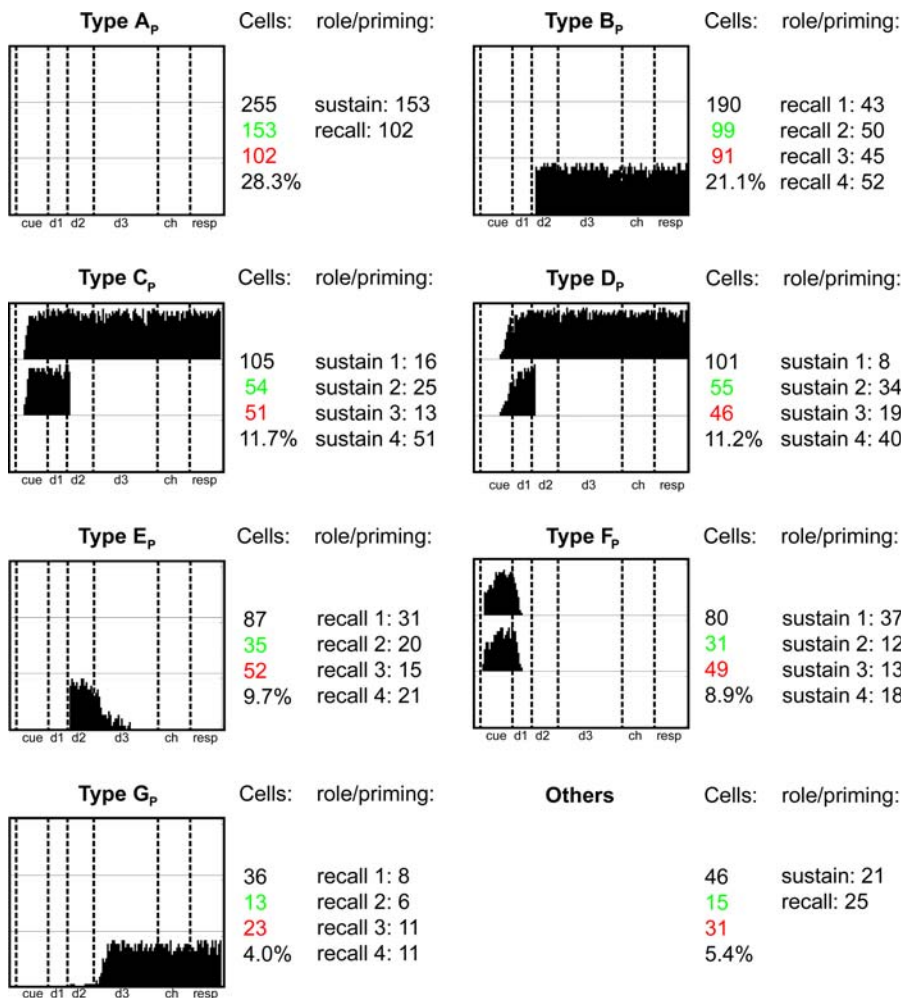 Type AP
Cells: role/priming:
255 sustain: 153
153 recall: 102
102
28.3%
cue d1 d2 d3 ch resp
Type BP
Cells: role/priming:
190 recall 1: 43
99 recall 2: 50
91 recall 3: 45
21.1% recall 4: 52
cue d1 d2 d3 ch resp
Type CP
Cells: role/priming:
105 sustain 1: 16
54 sustain 2: 25
51 sustain 3: 13
11.7% sustain 4: 51
cue d1 d2 d3 ch resp
Type DP
Cells: role/priming:
101 sustain 1: 8
55 sustain 2: 34
46 sustain 3: 19
11.2% sustain 4: 40
cue d1 d2 d3 ch resp
Type EP
Cells: role/priming:
87 recall 1: 31
35 recall 2: 20
52 recall 3: 15
9.7% recall 4: 21
cue d1 d2 d3 ch resp
Type FP
Cells: role/priming:
80 sustain 1: 37
31 sustain 2: 12
49 sustain 3: 13
8.9% sustain 4: 18
cue d1 d2 d3 ch resp
Type GP
Cells: role/priming:
36 recall 1: 8
13 recall 2: 6
23 recall 3: 11
4.0% recall 4: 11
cue d1 d2 d3 ch resp
Others
Cells: role/priming:
46 sustain: 21
15 recall: 25
31
5.4%